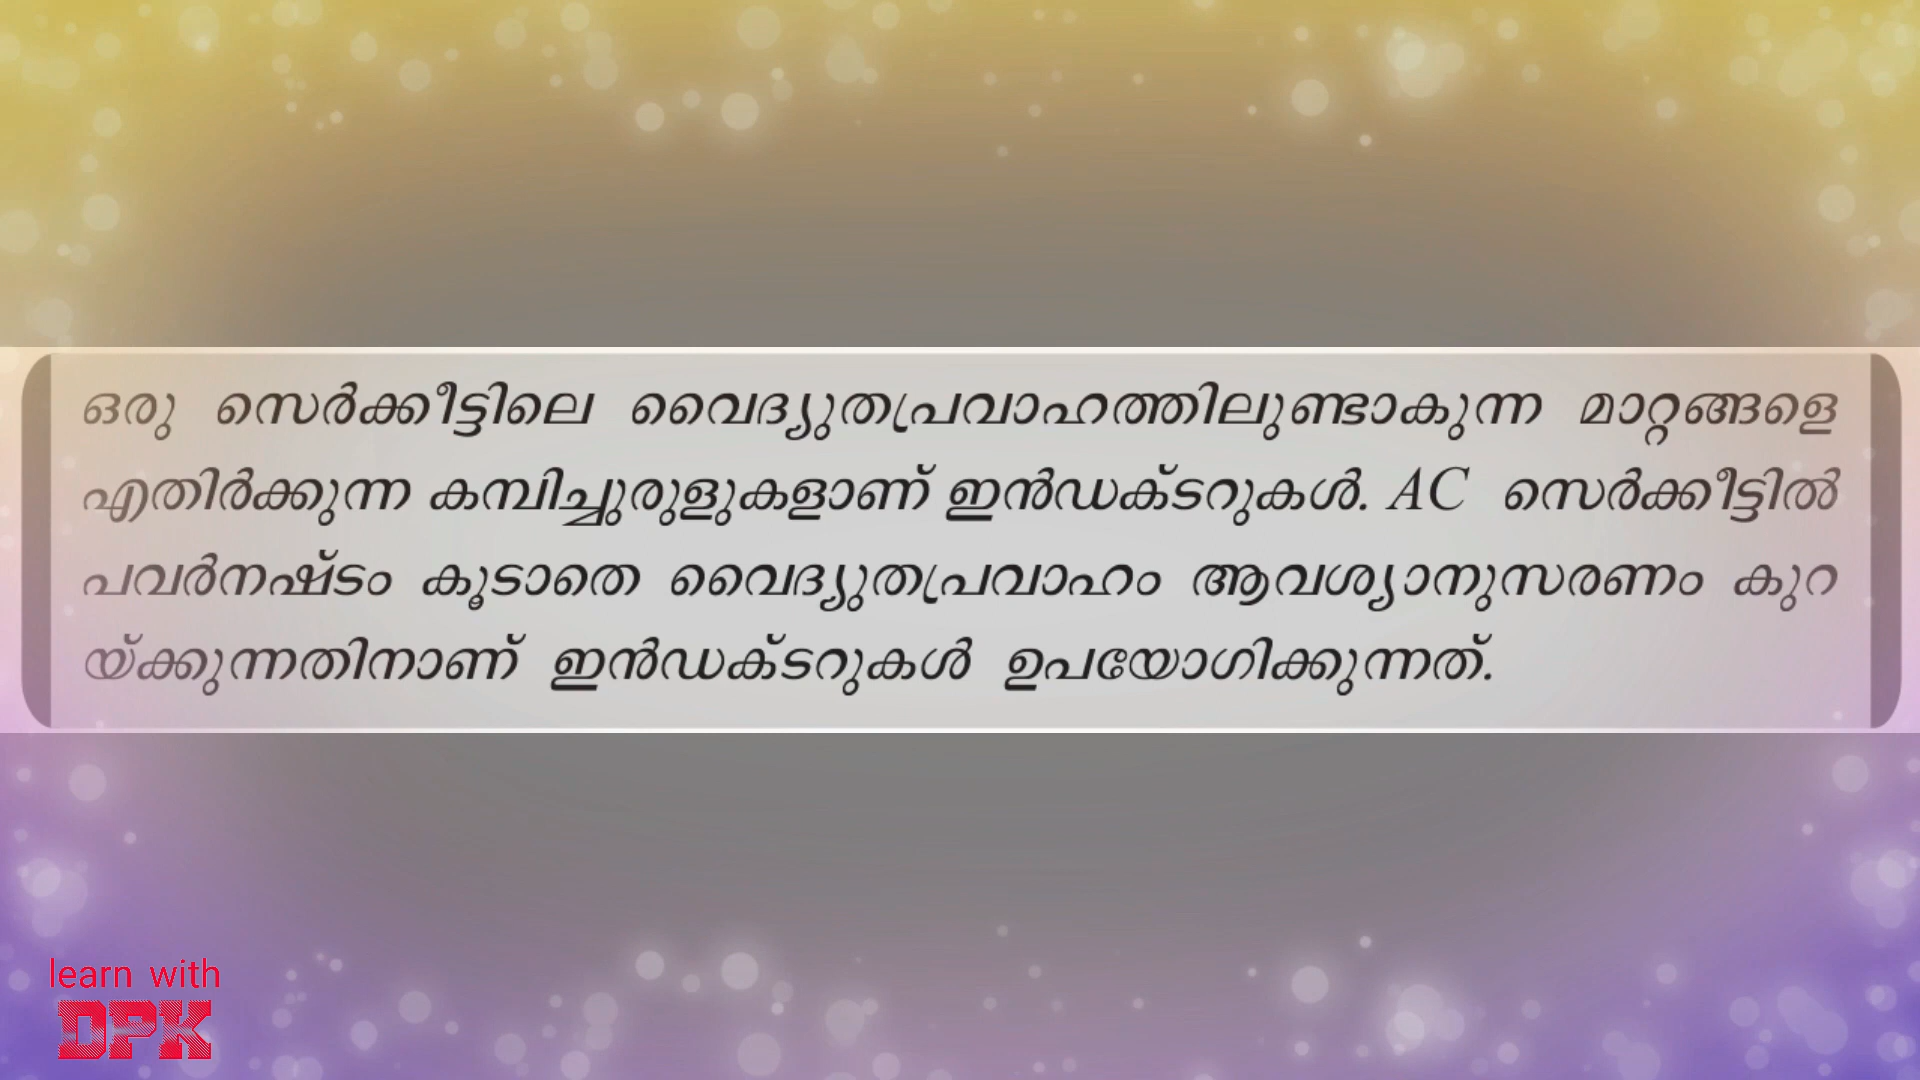 ഒരു സെർക്കീട്ടിലെ വൈദ്യുതപ്രവാഹത്തിലുണ്ടാകുന്ന മാറ്റങ്ങളെ
എതിർക്കുന്ന കമ്പിച്ചുരുളുകളാണ് ഇൻഡക്ടറുകൾ. AC സെർക്കീട്ടിൽ
പവർനഷ്ടം കൂടാതെ വൈദ്യുതപ്രവാഹം ആവശ്യാനുസരണം കുറ
യ്ക്കുന്നതിനാണ് ഇൻഡക്ടറുകൾ ഉപയോഗിക്കുന്നത്.
learn with
DPK